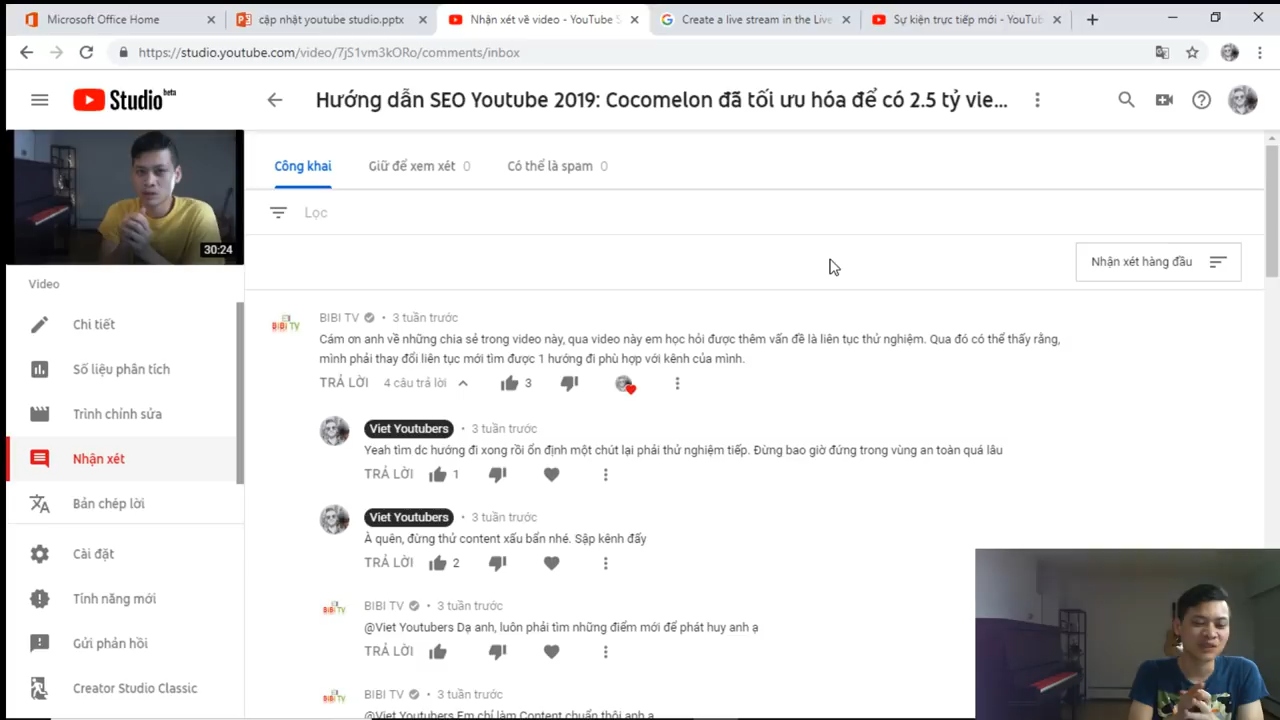 Microsoft Office Home
cập nhật youtube studio.pptx
Nhận xét về video - YouTube S
Create a live stream in the Live
Sự kiện trực tiếp mới - YouTub
https://studio.youtube.com/video/7jS1vm3kORo/comments/inbox
Studio beta
Hướng dẫn SEO Youtube 2019: Cocomelon đã tối ưu hóa để có 2.5 tỷ vie...
30:24
Video
Chi tiết
Số liệu phân tích
Trình chỉnh sửa
Nhận xét
Bản chép lời
Cài đặt
Tính năng mới
Gửi phản hồi
Creator Studio Classic
Công khai
Giữ để xem xét 0
Có thể là spam 0
Lọc
Nhận xét hàng đầu
BIBI TV • 3 tuần trước
Cám ơn anh về những chia sẻ trong video này, qua video này em học hỏi được thêm vấn đề là liên tục thử nghiệm. Qua đó có thể thấy rằng,
mình phải thay đổi liên tục mới tìm được 1 hướng đi phù hợp với kênh của mình.
TRẢ LỜI 4 câu trả lời 3
Viet Youtubers • 3 tuần trước
Yeah tìm dc hướng đi xong rồi ổn định một chút lại phải thử nghiệm tiếp. Đừng bao giờ đứng trong vùng an toàn quá lâu
TRẢ LỜI 1
Viet Youtubers • 3 tuần trước
À quên, đừng thử content xấu bẩn nhé. Sập kênh đấy
TRẢ LỜI 2
BIBI TV • 3 tuần trước
@Viet Youtubers Dạ anh, luôn phải tìm những điểm mới để phát huy anh ạ
TRẢ LỜI
BIBI TV • 3 tuần trước
@Viet Youtubers Em chỉ làm Content chuẩn thôi anh ạ